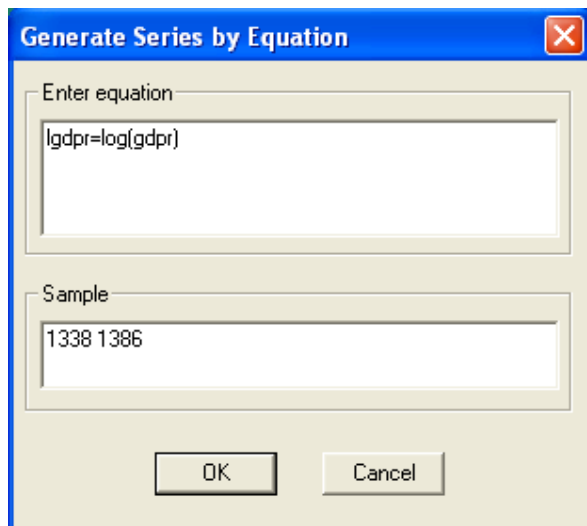 Generate Series by Equation
Enter equation
lgdpr=log(gdpr)
Sample
1338 1386
OK
Cancel